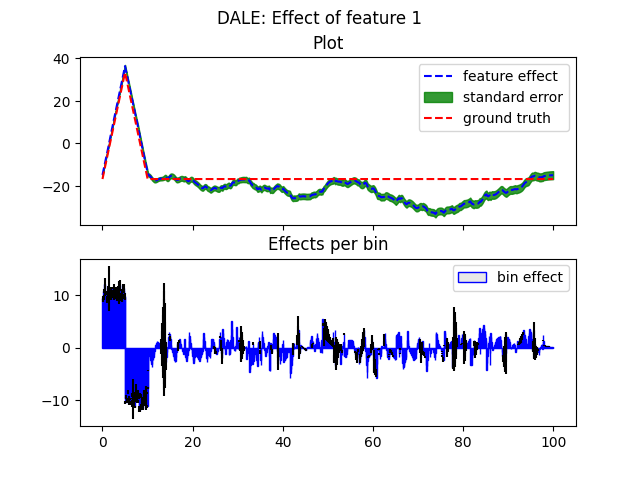 DALE: Effect of feature 1
Plot
40
20
0
−20
feature effect
standard error
ground truth
Effects per bin
10
0
−10
bin effect
0 20 40 60 80 100